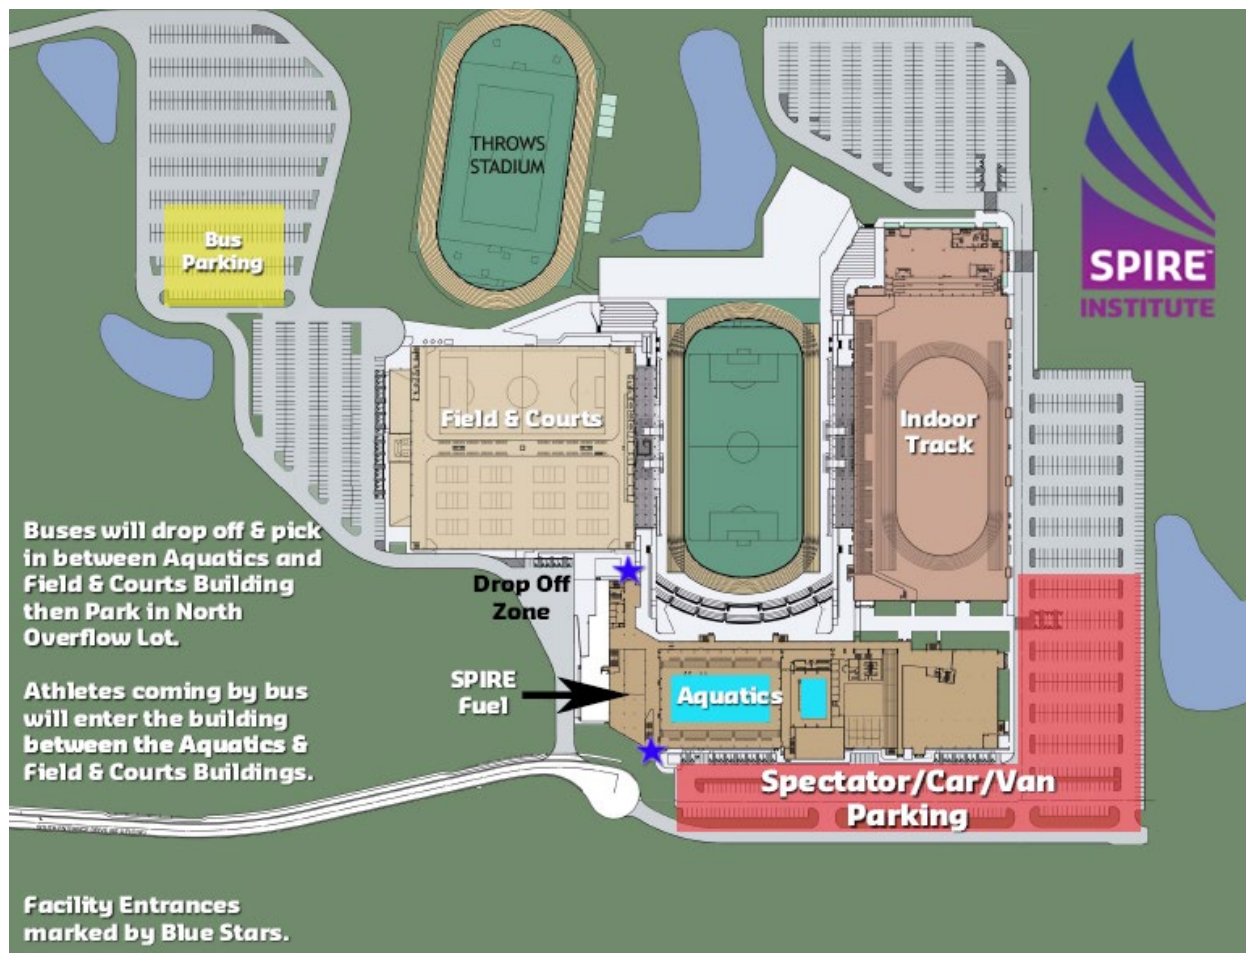 THROWS
STADIUM
Bus
Parking
SPIRE
INSTITUTE
Field & Courts
Indoor
Track
Buses will drop off & pick
in between Aquatics and
Field & Courts Building
then Park in North
Overflow Lot.
Drop Off
Zone
Athletes coming by bus
will enter the building
between the Aquatics &
Field & Courts Buildings.
SPIRE
Fuel
Aquatics
Spectator/Car/Van
Parking
Facility Entrances
marked by Blue Stars.